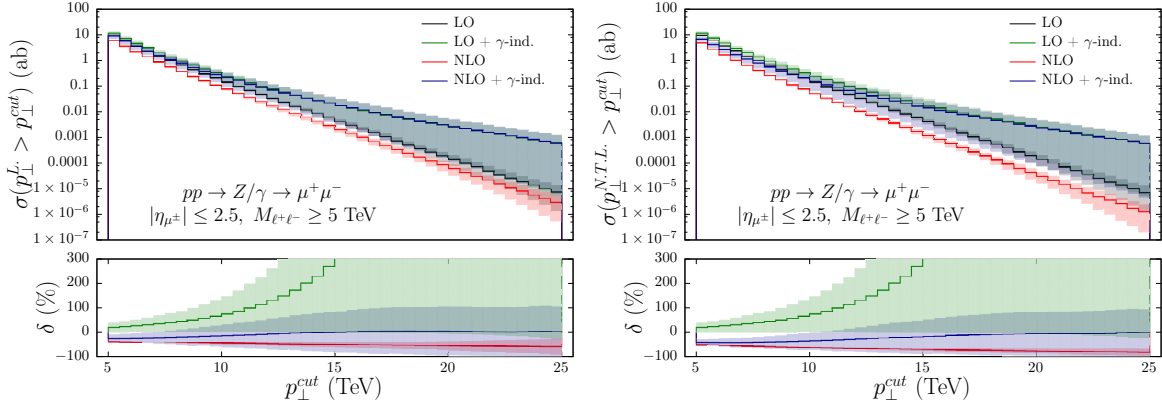 σ(p⊥^L. > p⊥^cut) (ab)
100
10
1
0.1
0.01
0.001
0.0001
1 × 10−5
1 × 10−6
1 × 10−7
LO
LO + γ-ind.
NLO
NLO + γ-ind.
pp → Z/γ → μ+μ−
|ημ±| ≤ 2.5, Mℓ+ℓ− ≥ 5 TeV
δ (%)
300
200
100
0
−100
5 10 15 20 25
p⊥^cut (TeV)
σ(p⊥^N.T.L. > p⊥^cut) (ab)
100
10
1
0.1
0.01
0.001
0.0001
1 × 10−5
1 × 10−6
1 × 10−7
LO
LO + γ-ind.
NLO
NLO + γ-ind.
pp → Z/γ → μ+μ−
|ημ±| ≤ 2.5, Mℓ+ℓ− ≥ 5 TeV
δ (%)
300
200
100
0
−100
5 10 15 20 25
p⊥^cut (TeV)